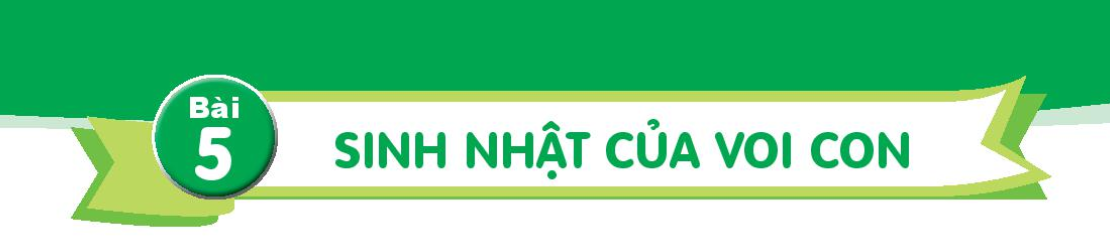 Bài
5
SINH NHẬT CỦA VOI CON